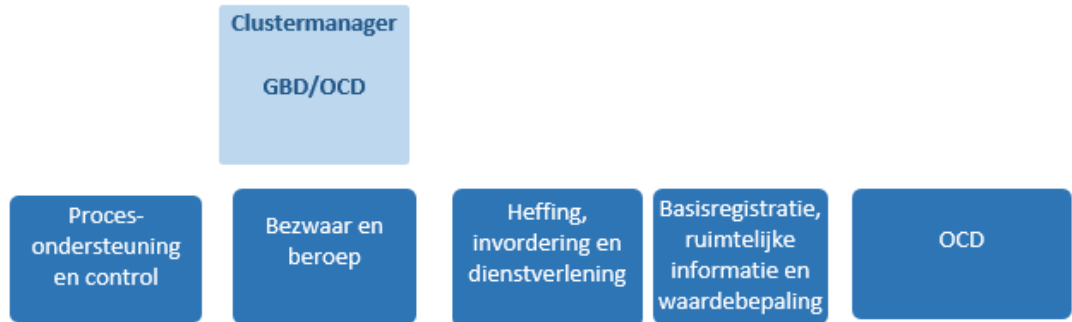 Clustermanager
GBD/OCD
Proces-
ondersteuning
en control
Bezwaar en
beroep
Heffing,
invordering en
dienstverlening
Basisregistratie,
ruimtelijke
informatie en
waardebepaling
OCD